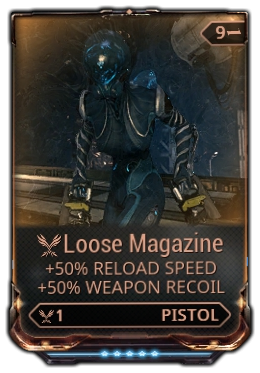 9
Loose Magazine
+50% RELOAD SPEED
+50% WEAPON RECOIL
1 PISTOL